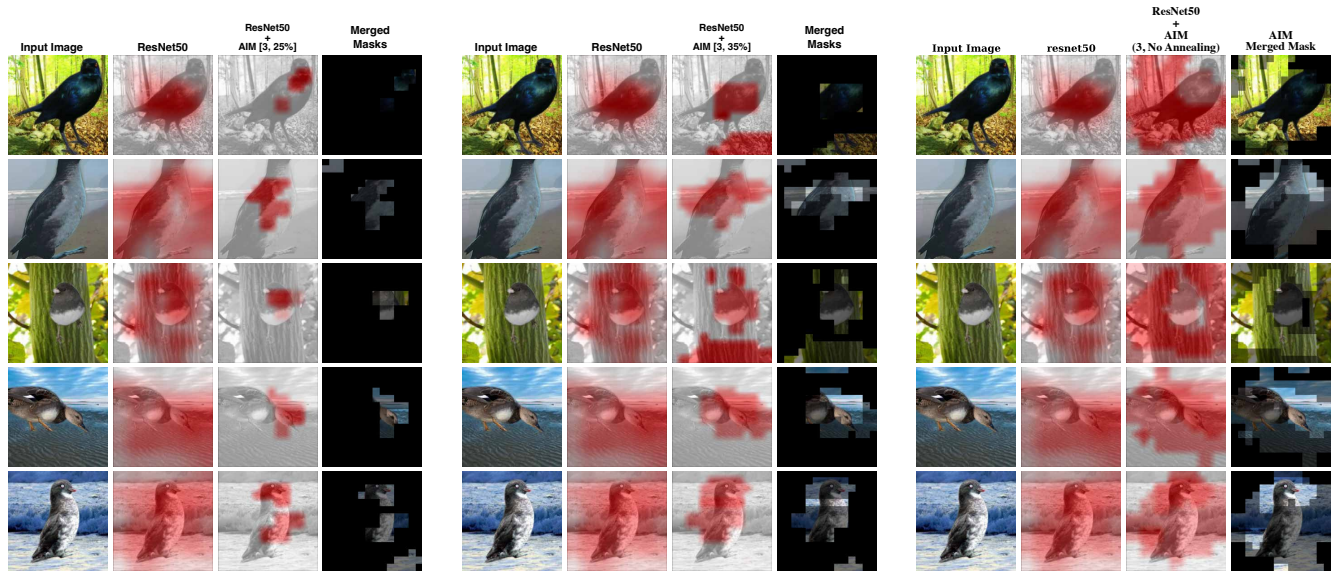 Input Image
ResNet50
ResNet50
+
AIM [3, 25%]
Merged
Masks
Input Image
ResNet50
ResNet50
+
AIM [3, 35%]
Merged
Masks
Input Image
resnet50
ResNet50
+
AIM
(3, No Annealing)
AIM
Merged Mask